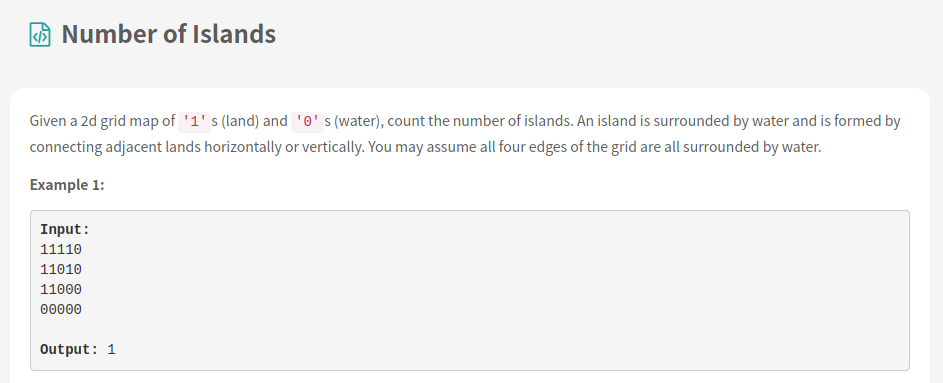 Number of Islands
Given a 2d grid map of '1's (land) and '0's (water), count the number of islands. An island is surrounded by water and is formed by
connecting adjacent lands horizontally or vertically. You may assume all four edges of the grid are all surrounded by water.
Example 1:
Input:
11110
11010
11000
00000
Output: 1